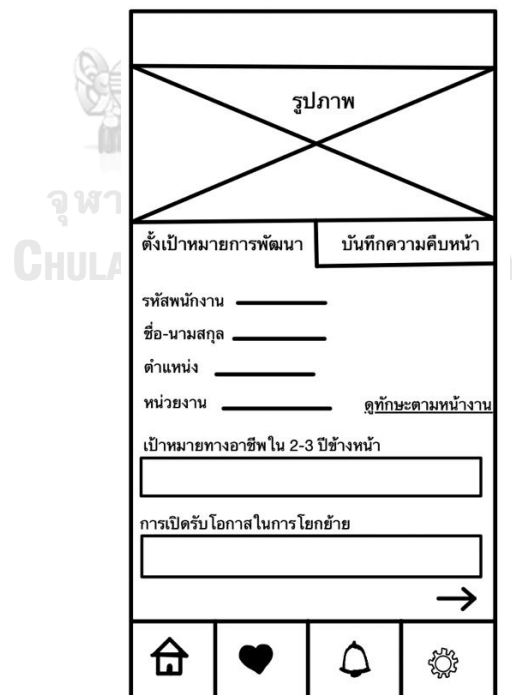 รูปภาพ
จุฬา
CHULA
ตั้งเป้าหมายการพัฒนา บันทึกความคืบหน้า
รหัสพนักงาน
ชื่อ-นามสกุล
ตำแหน่ง
หน่วยงาน ดูทักษะตามหน้างาน
เป้าหมายทางอาชีพใน 2-3 ปีข้างหน้า
การเปิดรับโอกาสในการโยกย้าย